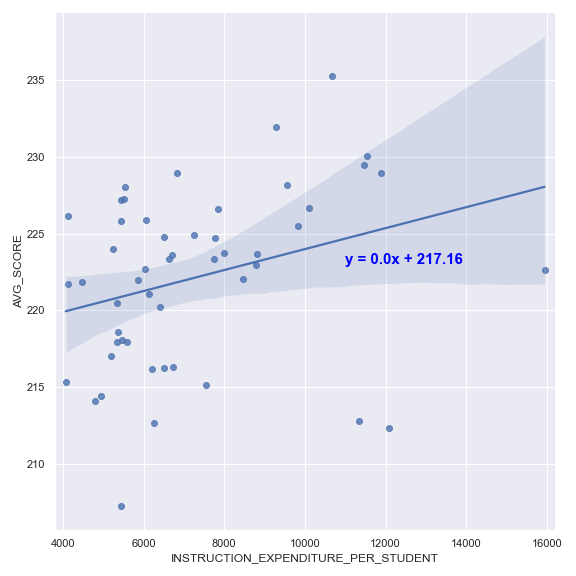 235
230
225
220
215
210
AVG_SCORE
y = 0.0x + 217.16
4000 6000 8000 10000 12000 14000 16000
INSTRUCTION_EXPENDITURE_PER_STUDENT